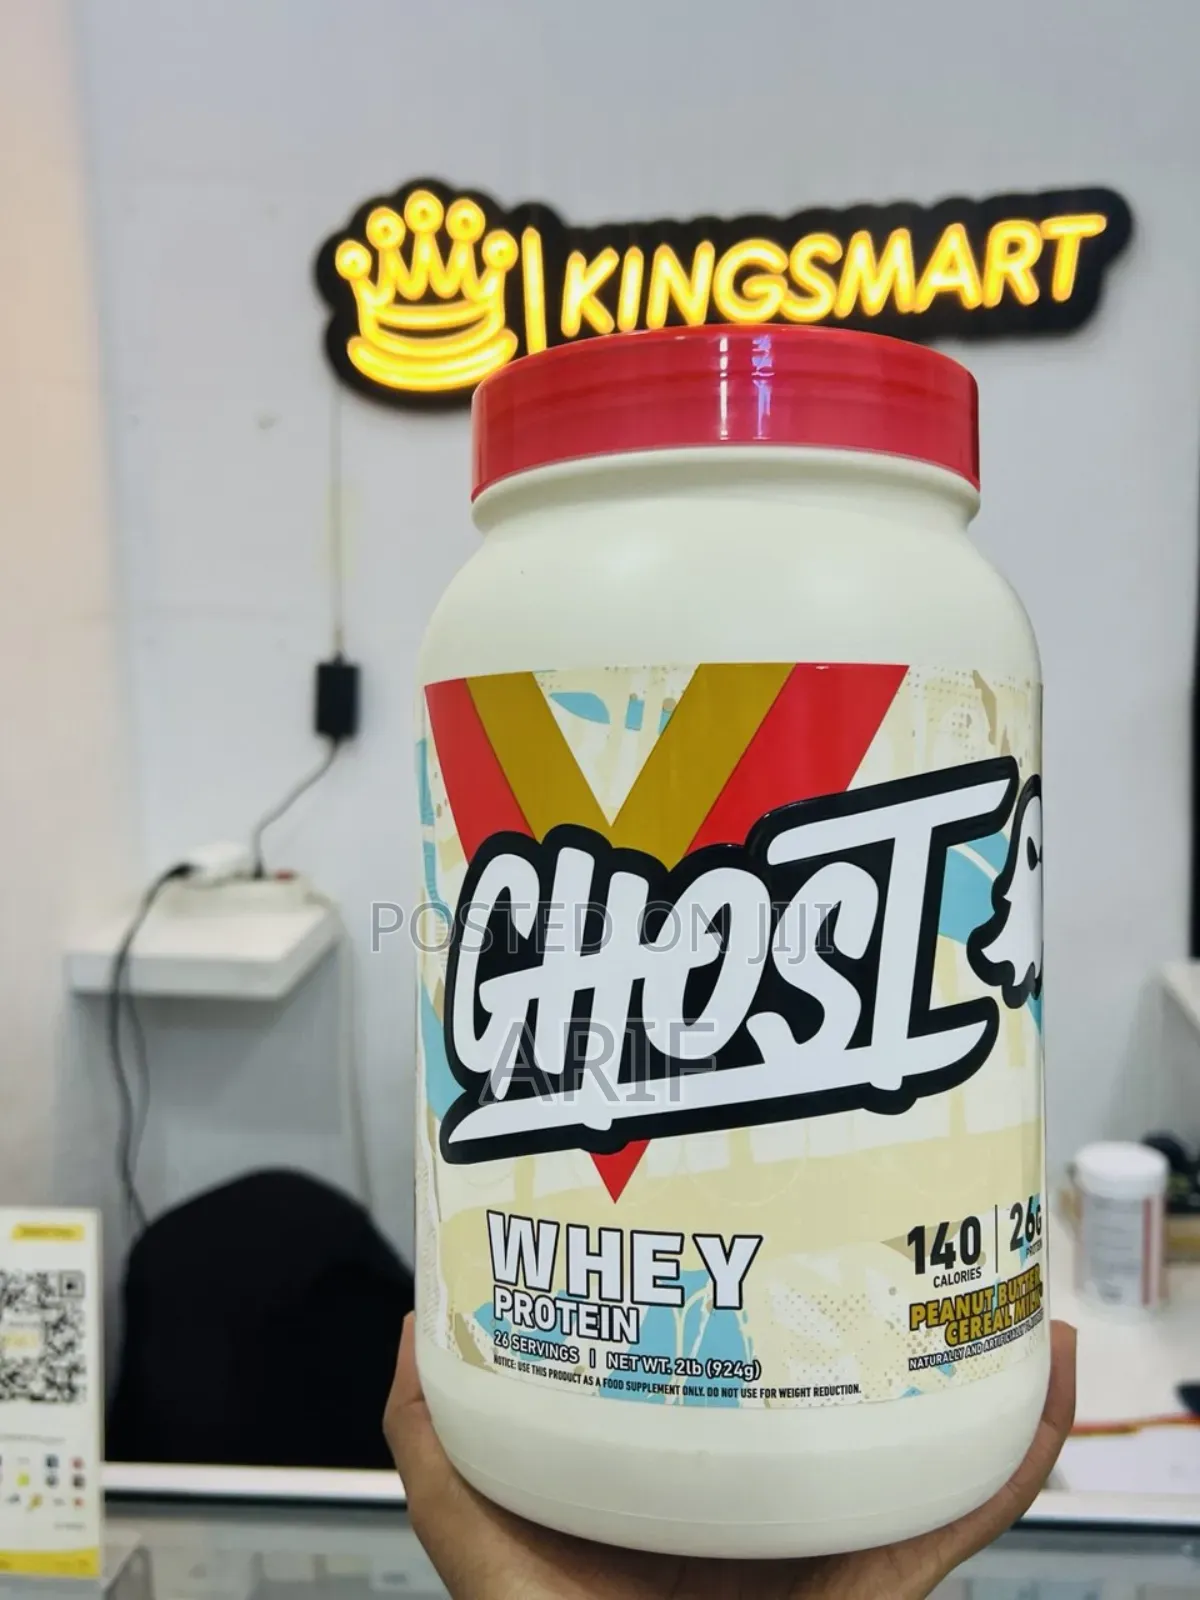 KINGSMART
GHOST
POSTED ON JIJI
ARIF
WHEY
PROTEIN
26 SERVINGS | NET WT. 2lb (924g)
NOTICE: USE THIS PRODUCT AS A FOOD SUPPLEMENT ONLY. DO NOT USE FOR WEIGHT REDUCTION.
140
CALORIES
26G
PROTEIN
PEANUT BUTTER
CEREAL MILK
NATURALLY AND ARTIFICIALLY